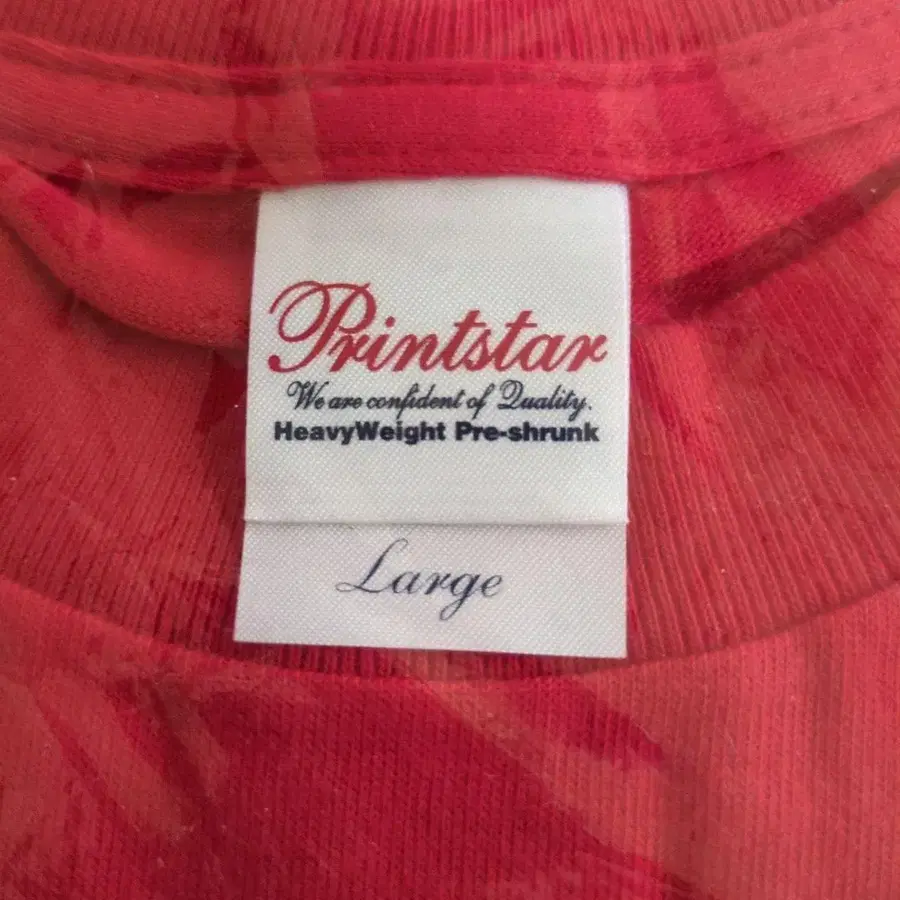 Printstar
We are confident of Quality.
HeavyWeight Pre-shrunk
Large